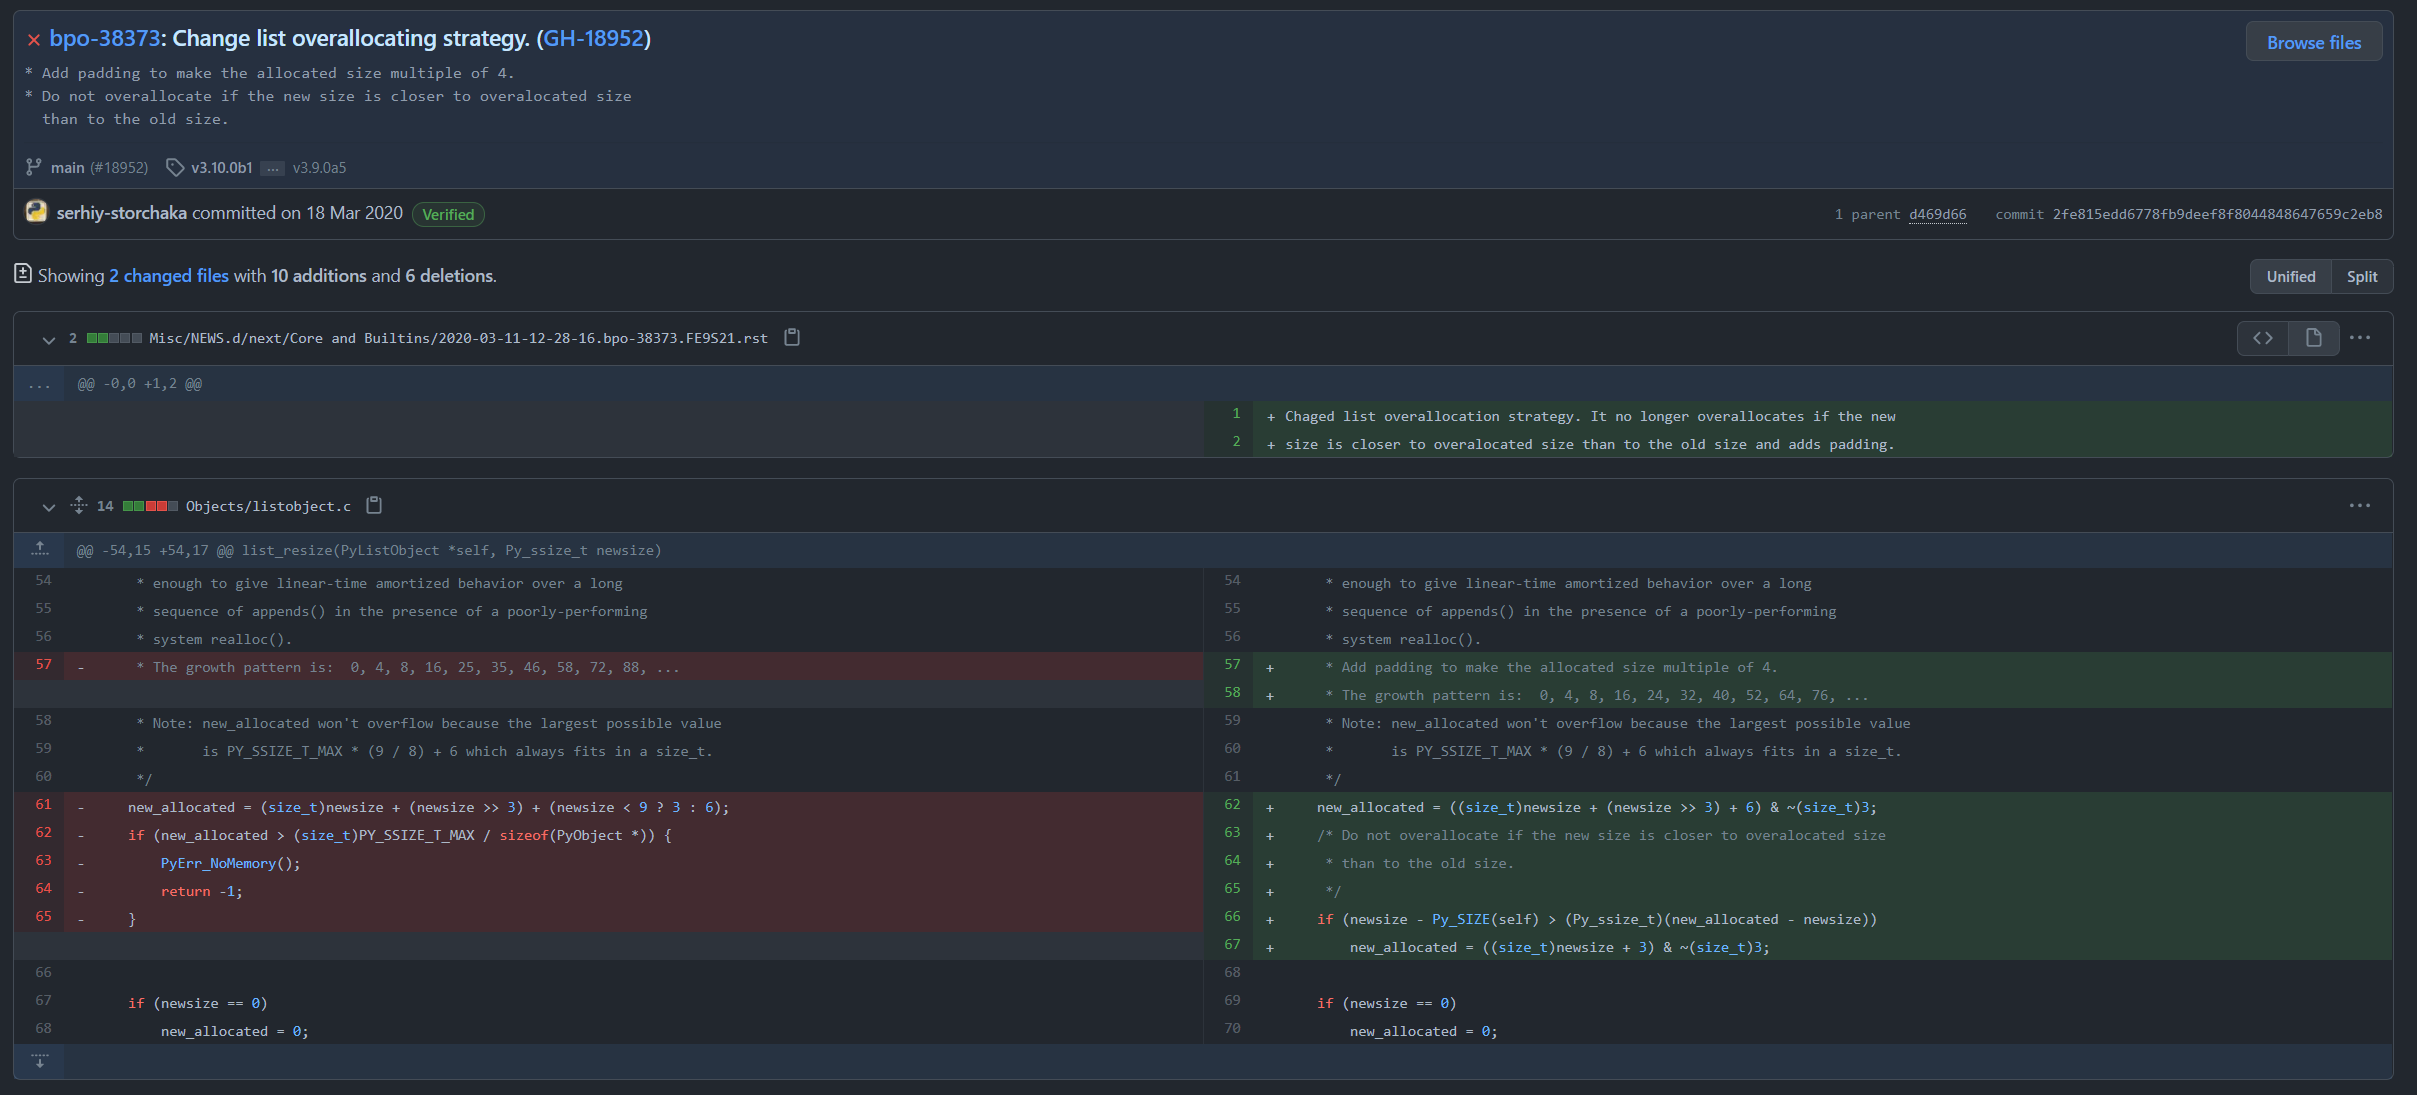 × bpo-38373: Change list overallocating strategy. (GH-18952)
Browse files
* Add padding to make the allocated size multiple of 4.
* Do not overallocate if the new size is closer to overalocated size
than to the old size.
main (#18952) v3.10.0b1 ... v3.9.0a5
serhiy-storchaka committed on 18 Mar 2020 Verified
1 parent d469d66 commit 2fe815edd6778fb9deef8f8044848647659c2eb8
Showing 2 changed files with 10 additions and 6 deletions.
Unified Split
2 Misc/NEWS.d/next/Core and Builtins/2020-03-11-12-28-16.bpo-38373.FE9S21.rst
... @@ -0,0 +1,2 @@
1 + Chaged list overallocation strategy. It no longer overallocates if the new
2 + size is closer to overalocated size than to the old size and adds padding.
14 Objects/listobject.c
@@ -54,15 +54,17 @@ list_resize(PyListObject *self, Py_ssize_t newsize)
54 * enough to give linear-time amortized behavior over a long
55 * sequence of appends() in the presence of a poorly-performing
56 * system realloc().
57 - * The growth pattern is:  0, 4, 8, 16, 25, 35, 46, 58, 72, 88, ...
58 * Note: new_allocated won't overflow because the largest possible value
59 *       is PY_SSIZE_T_MAX * (9 / 8) + 6 which always fits in a size_t.
60 */
61 - new_allocated = (size_t)newsize + (newsize >> 3) + (newsize < 9 ? 3 : 6);
62 - if (new_allocated > (size_t)PY_SSIZE_T_MAX / sizeof(PyObject *)) {
63 - PyErr_NoMemory();
64 - return -1;
65 - }
66
67 if (newsize == 0)
68 new_allocated = 0;
54 * enough to give linear-time amortized behavior over a long
55 * sequence of appends() in the presence of a poorly-performing
56 * system realloc().
57 + * Add padding to make the allocated size multiple of 4.
58 + * The growth pattern is:  0, 4, 8, 16, 24, 32, 40, 52, 64, 76, ...
59 * Note: new_allocated won't overflow because the largest possible value
60 *       is PY_SSIZE_T_MAX * (9 / 8) + 6 which always fits in a size_t.
61 */
62 + new_allocated = ((size_t)newsize + (newsize >> 3) + 6) & ~(size_t)3;
63 + /* Do not overallocate if the new size is closer to overalocated size
64 + * than to the old size.
65 + */
66 + if (newsize - Py_SIZE(self) > (Py_ssize_t)(new_allocated - newsize))
67 + new_allocated = ((size_t)newsize + 3) & ~(size_t)3;
68
69 if (newsize == 0)
70 new_allocated = 0;